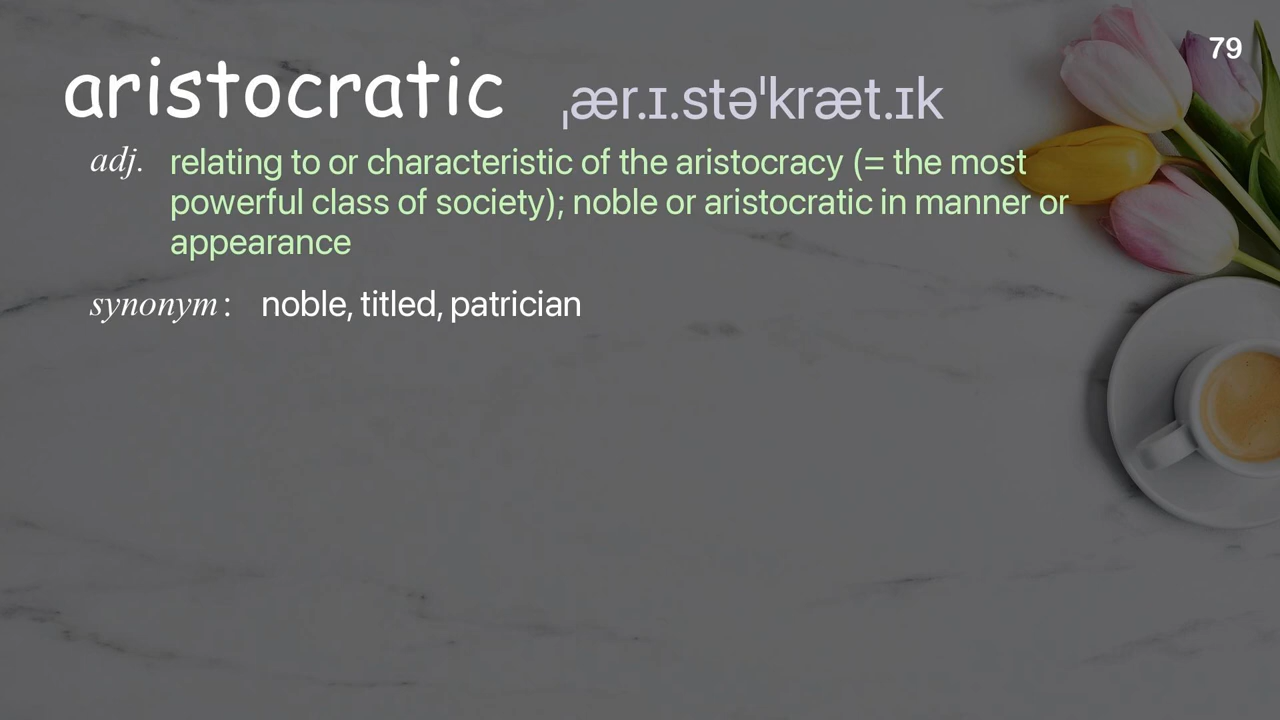 79
aristocratic ˌær.ɪ.stəˈkræt.ɪk
adj. relating to or characteristic of the aristocracy (= the most
powerful class of society); noble or aristocratic in manner or
appearance
synonym: noble, titled, patrician